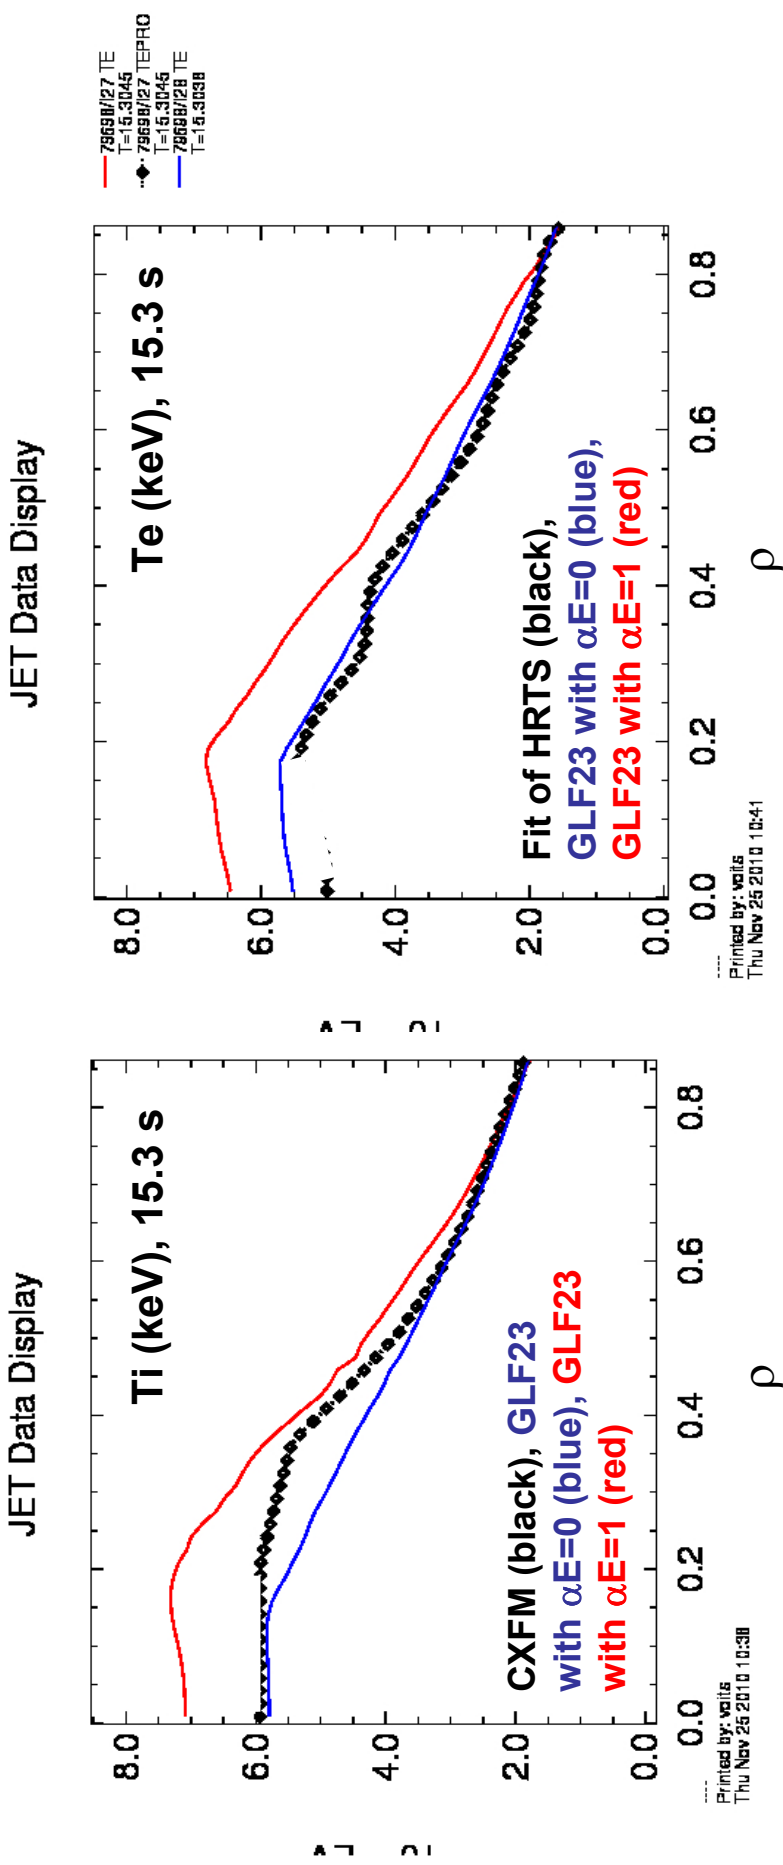 JET Data Display
Ti (keV), 15.3 s
8.0
6.0
4.0
2.0
0.0
CXFM (black), GLF23
with αE=0 (blue), GLF23
with αE=1 (red)
0.0 0.2 0.4 0.6 0.8
ρ
Printed by: voits
Thu Nov 25 2010 10:38
JET Data Display
79698/I27 TE
T=15.3045
79698/I27 TEPRO
T=15.3045
79698/I28 TE
T=15.3038
Te (keV), 15.3 s
8.0
6.0
4.0
2.0
0.0
Fit of HRTS (black),
GLF23 with αE=0 (blue),
GLF23 with αE=1 (red)
0.0 0.2 0.4 0.6 0.8
ρ
Printed by: voits
Thu Nov 25 2010 10:41